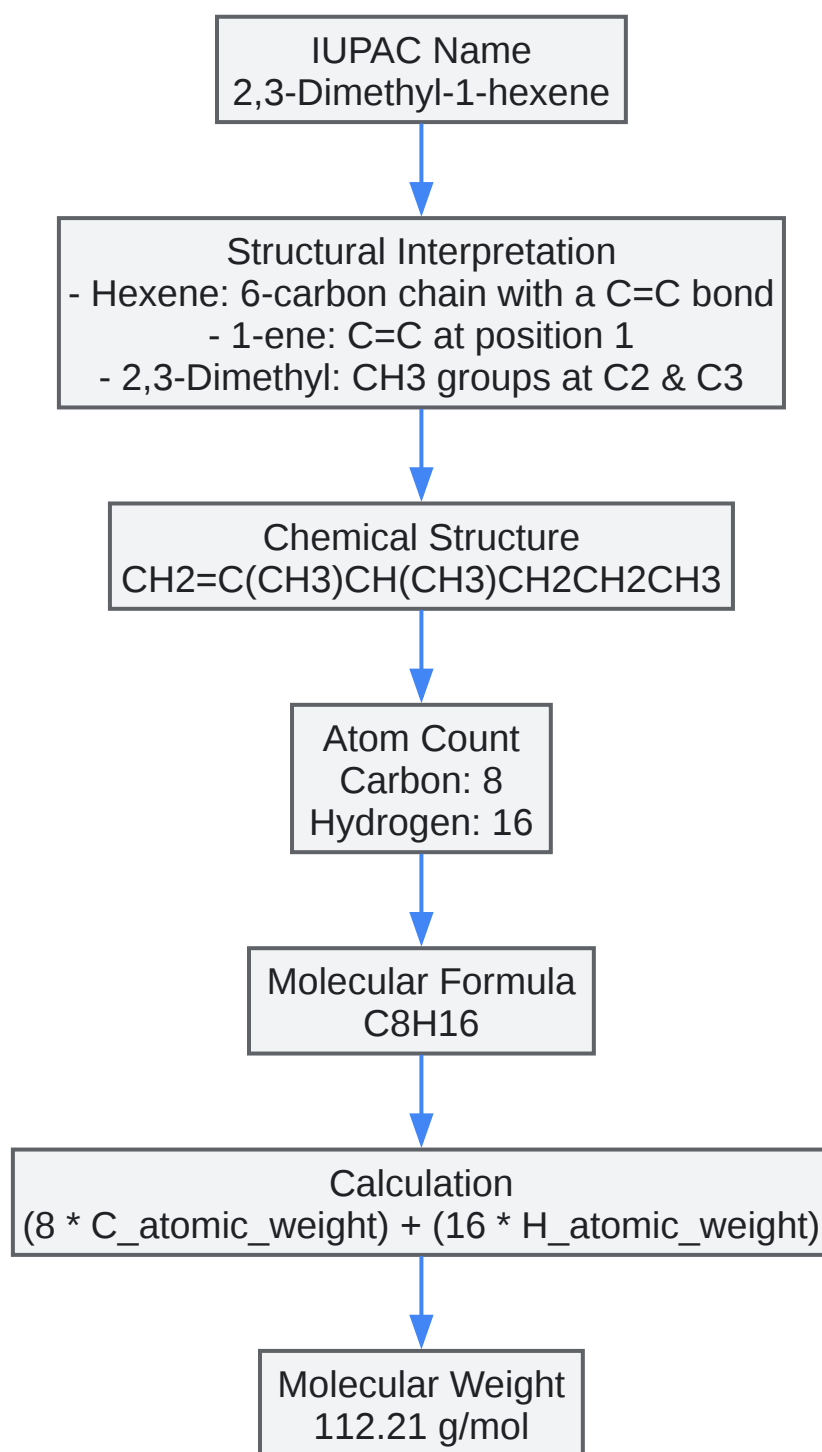 IUPAC Name
2,3-Dimethyl-1-hexene
Structural Interpretation
- Hexene: 6-carbon chain with a C=C bond
- 1-ene: C=C at position 1
- 2,3-Dimethyl: CH3 groups at C2 & C3
Chemical Structure
CH2=C(CH3)CH(CH3)CH2CH2CH3
Atom Count
Carbon: 8
Hydrogen: 16
Molecular Formula
C8H16
Calculation
(8 * C_atomic_weight) + (16 * H_atomic_weight)
Molecular Weight
112.21 g/mol